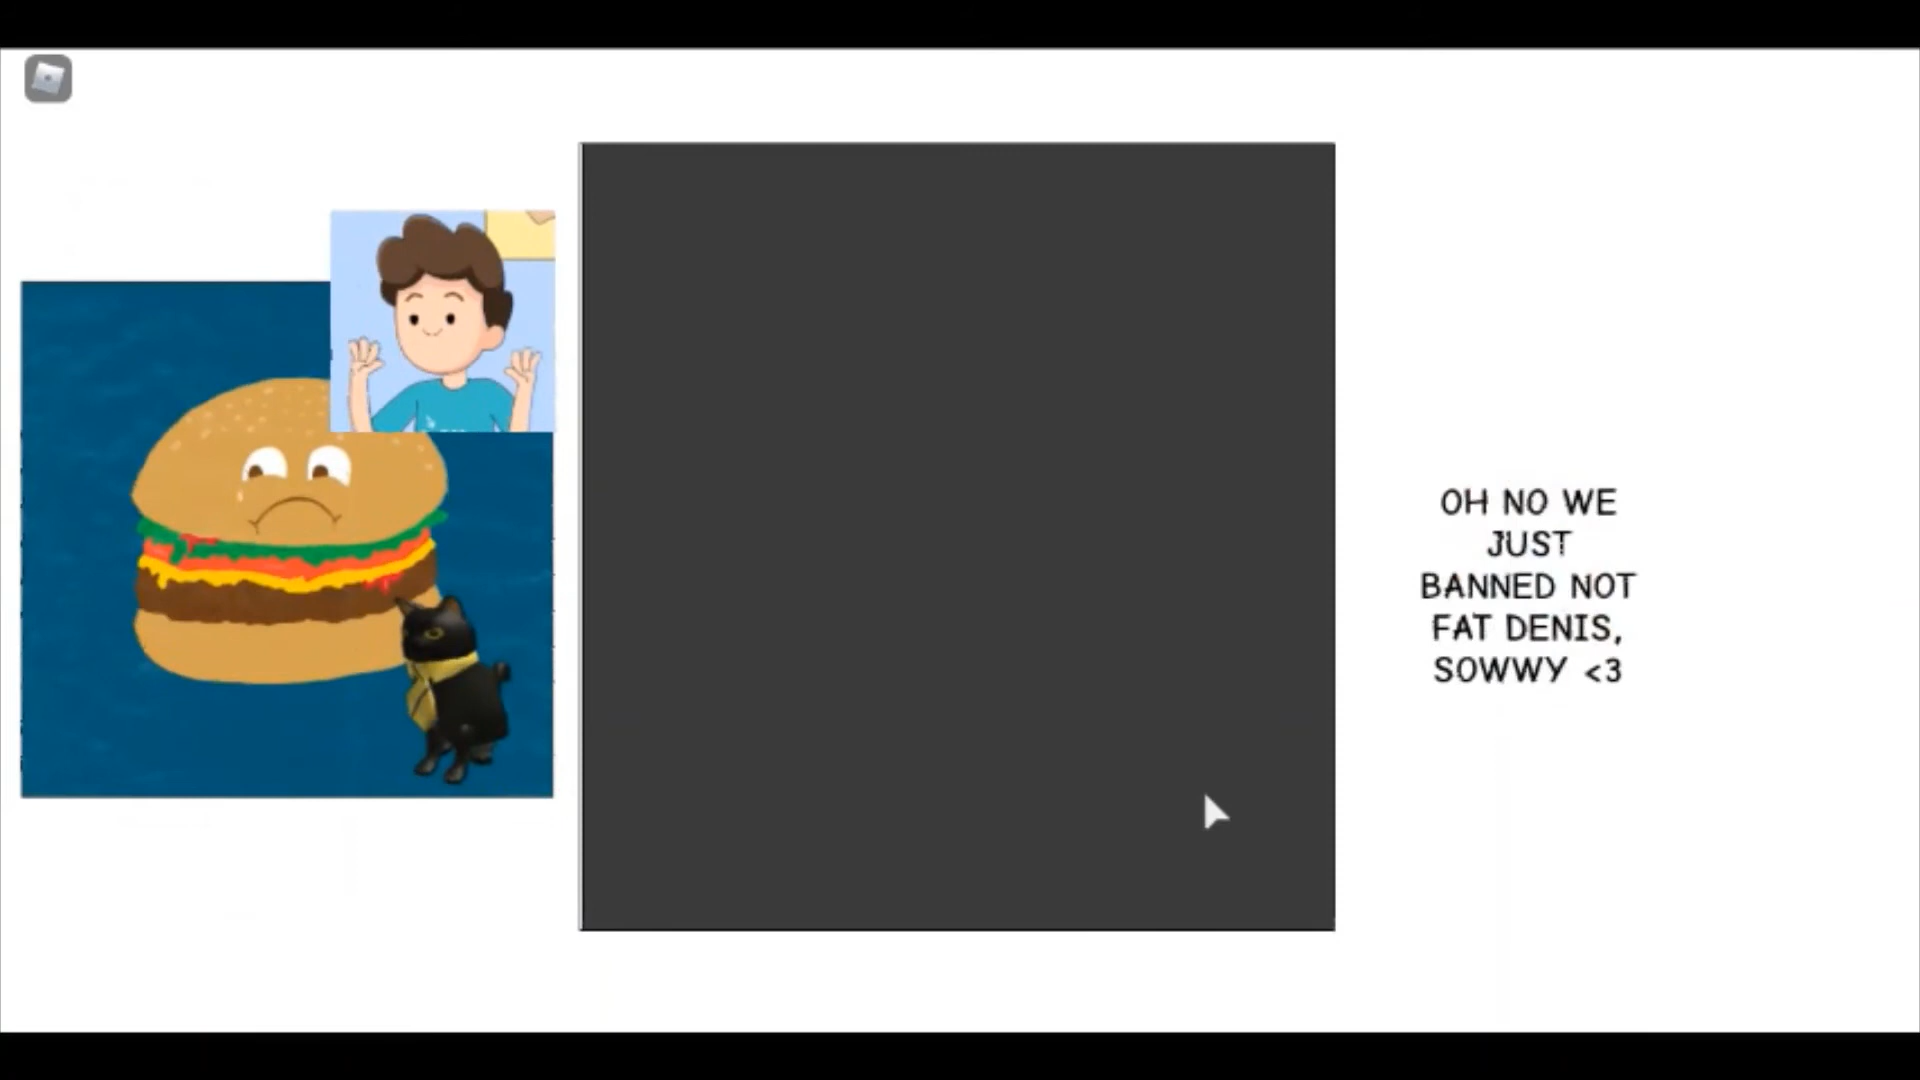 OH NO WE
JUST
BANNED NOT
FAT DENIS,
SOWWY <3